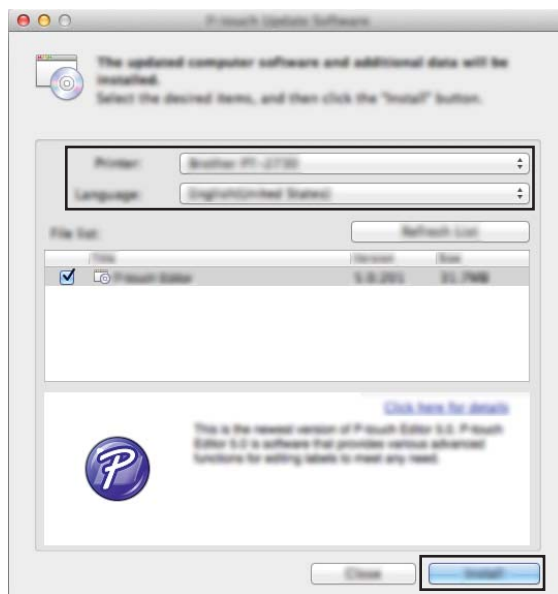 P-touch Update Software
The updated computer software and additional data will be
installed.
Select the desired items, and then click the "Install" button.
Printer: Brother PT-2730
Language: English(United States)
File list: Refresh List
Title Version Size
P-touch Editor 5.0.201 31.7MB
Click here for details
This is the newest version of P-touch Editor 5.0. P-touch
Editor 5.0 is software that provides various advanced
functions for editing labels to meet any need.
P
Close Install